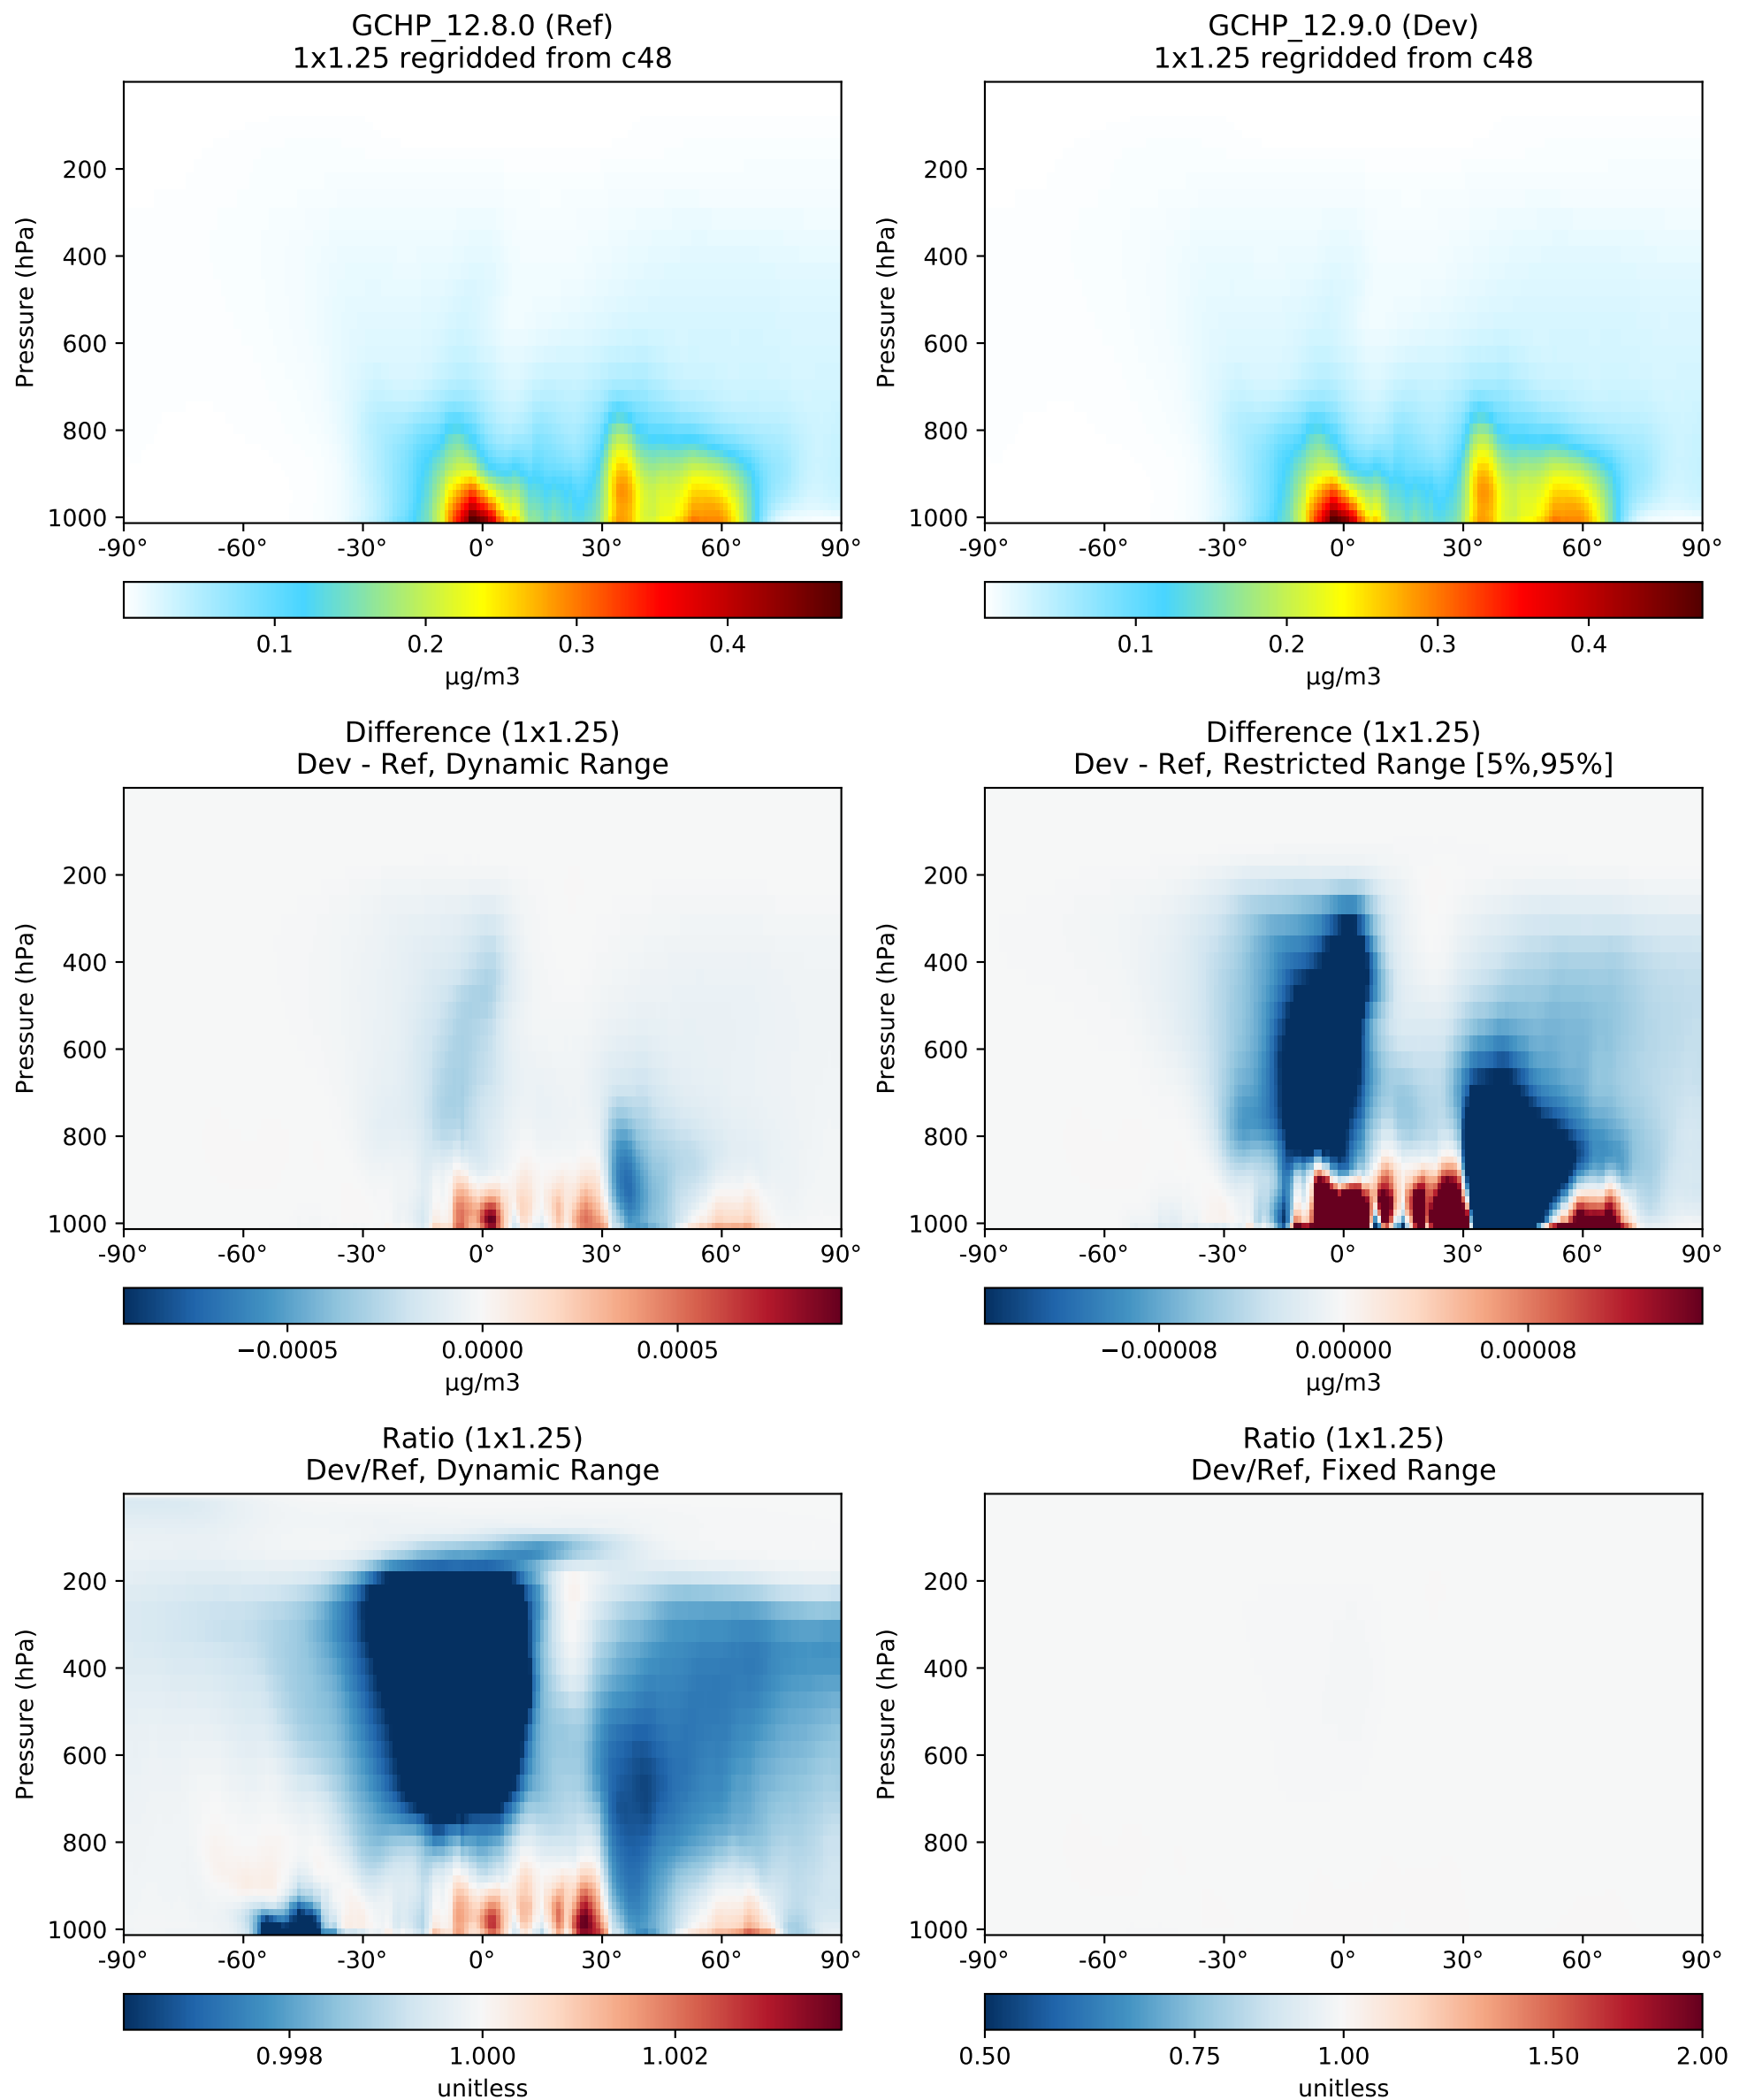 GCHP_12.8.0 (Ref)
1x1.25 regridded from c48
Pressure (hPa)
200
400
600
800
1000
-90° -60° -30° 0° 30° 60° 90°
0.1 0.2 0.3 0.4
µg/m3
GCHP_12.9.0 (Dev)
1x1.25 regridded from c48
Pressure (hPa)
200
400
600
800
1000
-90° -60° -30° 0° 30° 60° 90°
0.1 0.2 0.3 0.4
µg/m3
Difference (1x1.25)
Dev - Ref, Dynamic Range
Pressure (hPa)
200
400
600
800
1000
-90° -60° -30° 0° 30° 60° 90°
−0.0005 0.0000 0.0005
µg/m3
Difference (1x1.25)
Dev - Ref, Restricted Range [5%,95%]
Pressure (hPa)
200
400
600
800
1000
-90° -60° -30° 0° 30° 60° 90°
−0.00008 0.00000 0.00008
µg/m3
Ratio (1x1.25)
Dev/Ref, Dynamic Range
Pressure (hPa)
200
400
600
800
1000
-90° -60° -30° 0° 30° 60° 90°
0.998 1.000 1.002
unitless
Ratio (1x1.25)
Dev/Ref, Fixed Range
Pressure (hPa)
200
400
600
800
1000
-90° -60° -30° 0° 30° 60° 90°
0.50 0.75 1.00 1.50 2.00
unitless